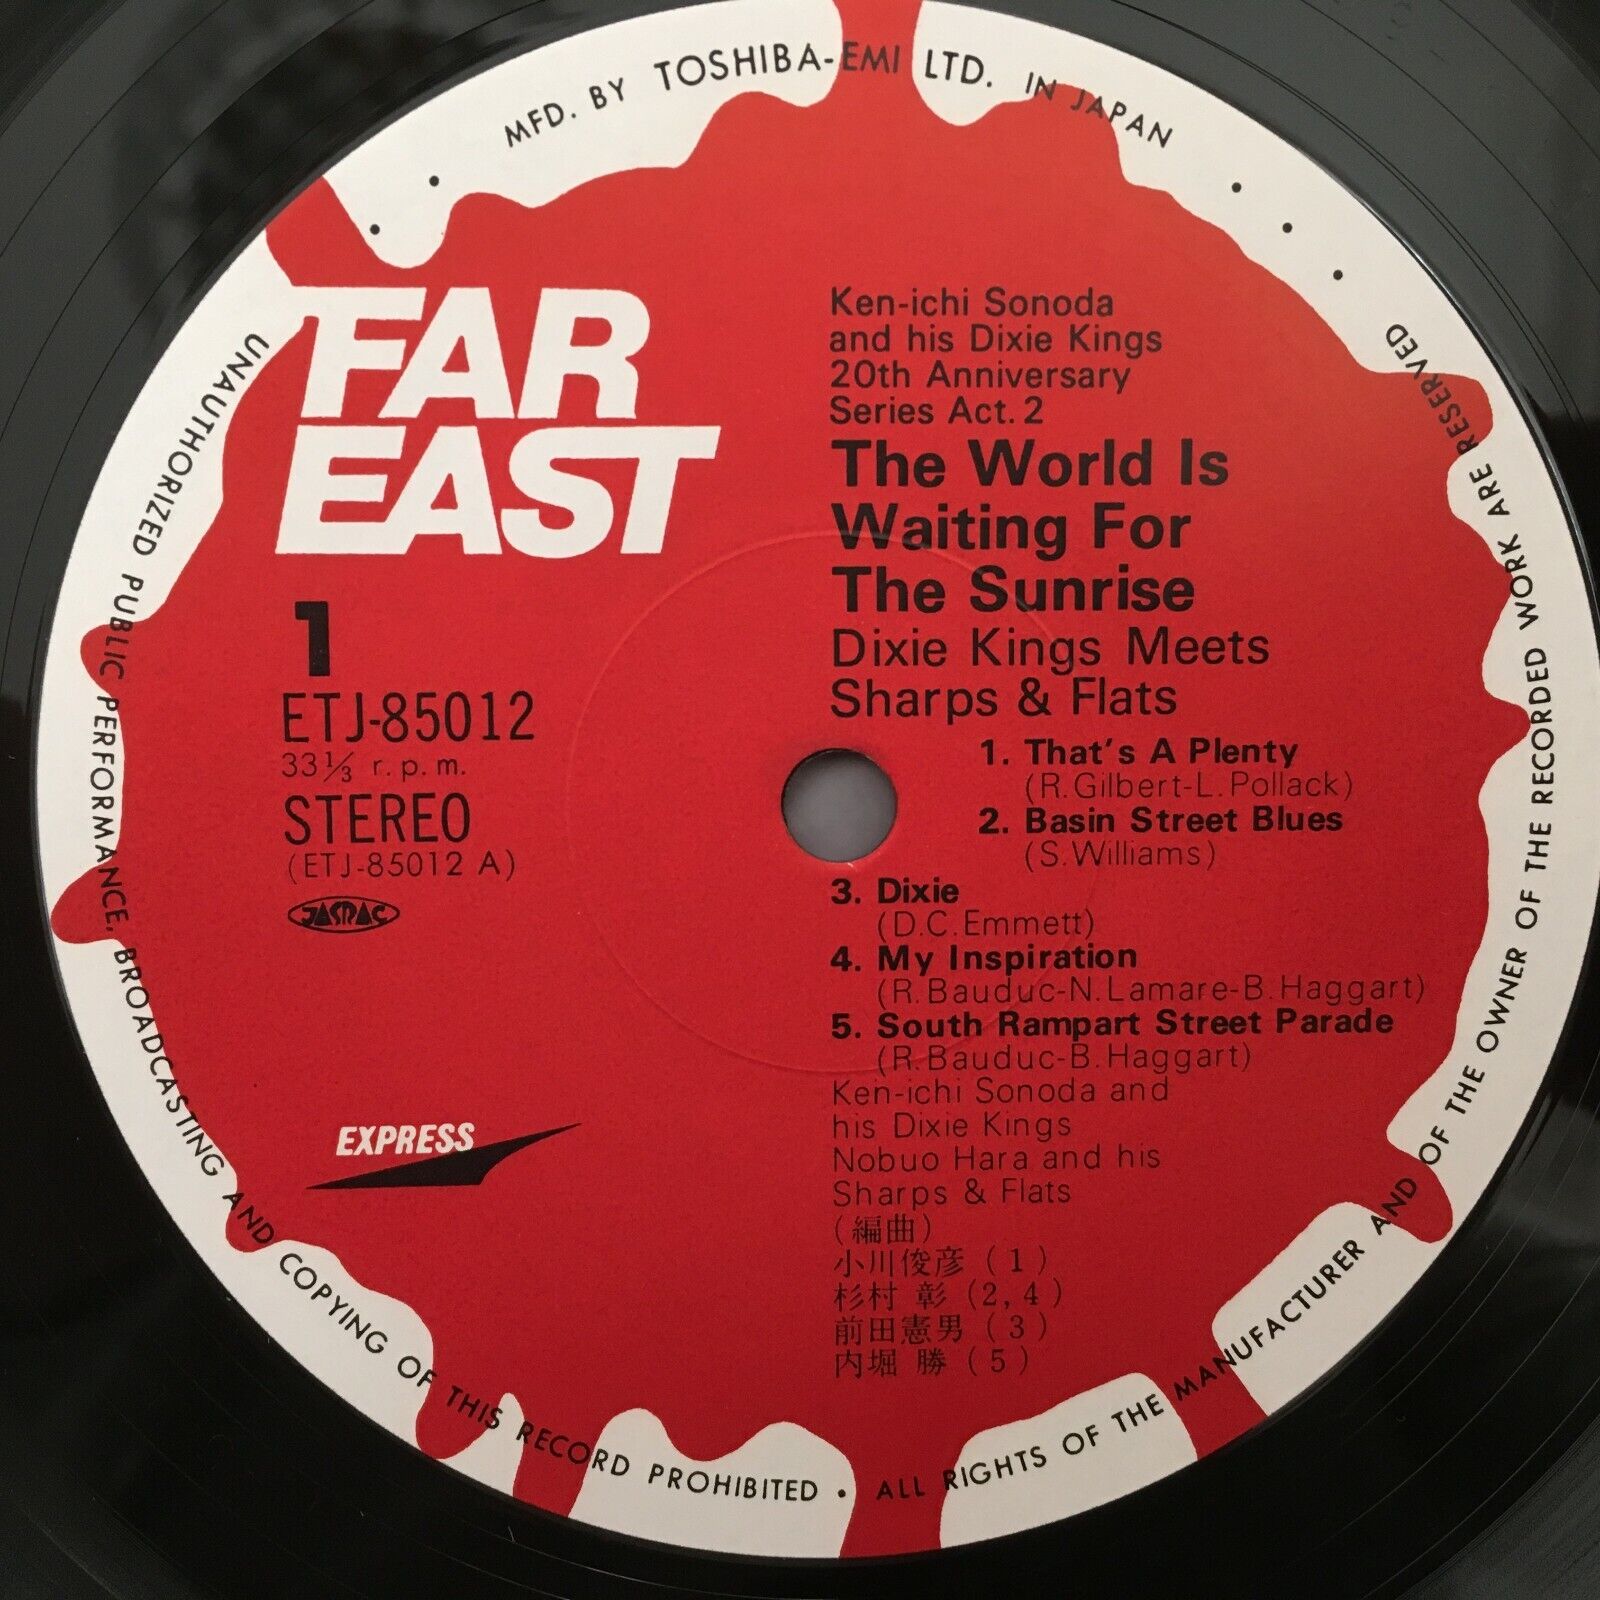 MFD. BY TOSHIBA-EMI LTD. IN JAPAN
FAR
EAST
1
ETJ-85012
33⅓ r.p.m.
STEREO
(ETJ-85012 A)
JASRAC
EXPRESS
Ken-ichi Sonoda
and his Dixie Kings
20th Anniversary
Series Act. 2
The World Is
Waiting For
The Sunrise
Dixie Kings Meets
Sharps & Flats
1. That's A Plenty
(R.Gilbert-L.Pollack)
2. Basin Street Blues
(S.Williams)
3. Dixie
(D.C.Emmett)
4. My Inspiration
(R.Bauduc-N.Lamare-B.Haggart)
5. South Rampart Street Parade
(R.Bauduc-B.Haggart)
Ken-ichi Sonoda and
his Dixie Kings
Nobuo Hara and his
Sharps & Flats
(編曲)
小川俊彦(1)
杉村 彰(2,4)
前田憲男(3)
内堀 勝(5)
UNAUTHORIZED PUBLIC PERFORMANCE, BROADCASTING AND COPYING OF THIS RECORD PROHIBITED • ALL RIGHTS OF THE MANUFACTURER AND OF THE OWNER OF THE RECORDED WORK ARE RESERVED